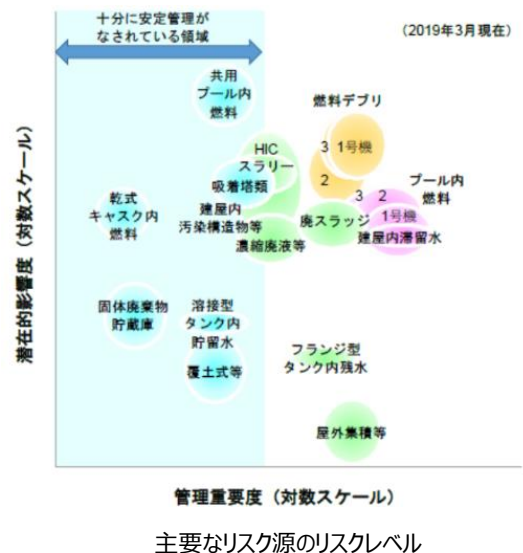 十分に安定管理が
なされている領域
（2019年3月現在）
共用
プール内
燃料
燃料デブリ
3
1号機
2
HIC
スラリー
吸着塔類
建屋内
汚染構造物等
濃縮廃液等
プール内
燃料
3
2
1号機
廃スラッジ
建屋内滞留水
乾式
キャスク内
燃料
固体廃棄物
貯蔵庫
溶接型
タンク内
貯留水
覆土式等
フランジ型
タンク内残水
屋外集積等
潜在的影響度（対数スケール）
管理重要度（対数スケール）
主要なリスク源のリスクレベル